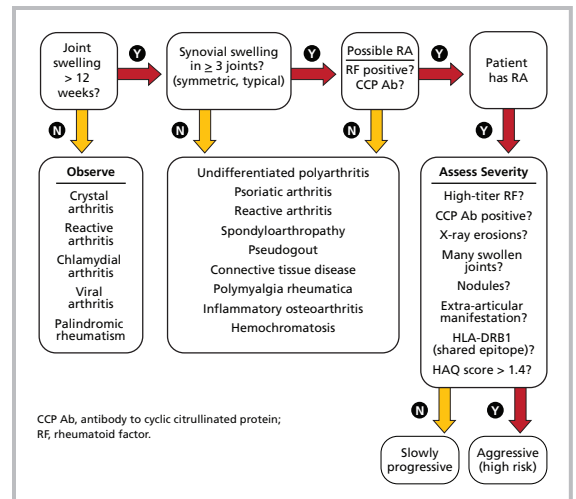 Joint
swelling
> 12
weeks?
Y
Synovial swelling
in ≥ 3 joints?
(symmetric, typical)
Y
Possible RA
RF positive?
CCP Ab?
Y
Patient
has RA
N
N
N
Y
Observe
Crystal
arthritis
Reactive
arthritis
Chlamydial
arthritis
Viral
arthritis
Palindromic
rheumatism
Undifferentiated polyarthritis
Psoriatic arthritis
Reactive arthritis
Spondyloarthropathy
Pseudogout
Connective tissue disease
Polymyalgia rheumatica
Inflammatory osteoarthritis
Hemochromatosis
Assess Severity
High-titer RF?
CCP Ab positive?
X-ray erosions?
Many swollen
joints?
Nodules?
Extra-articular
manifestation?
HLA-DRB1
(shared epitope)?
HAQ score > 1.4?
N
Y
Slowly
progressive
Aggressive
(high risk)
CCP Ab, antibody to cyclic citrullinated protein;
RF, rheumatoid factor.